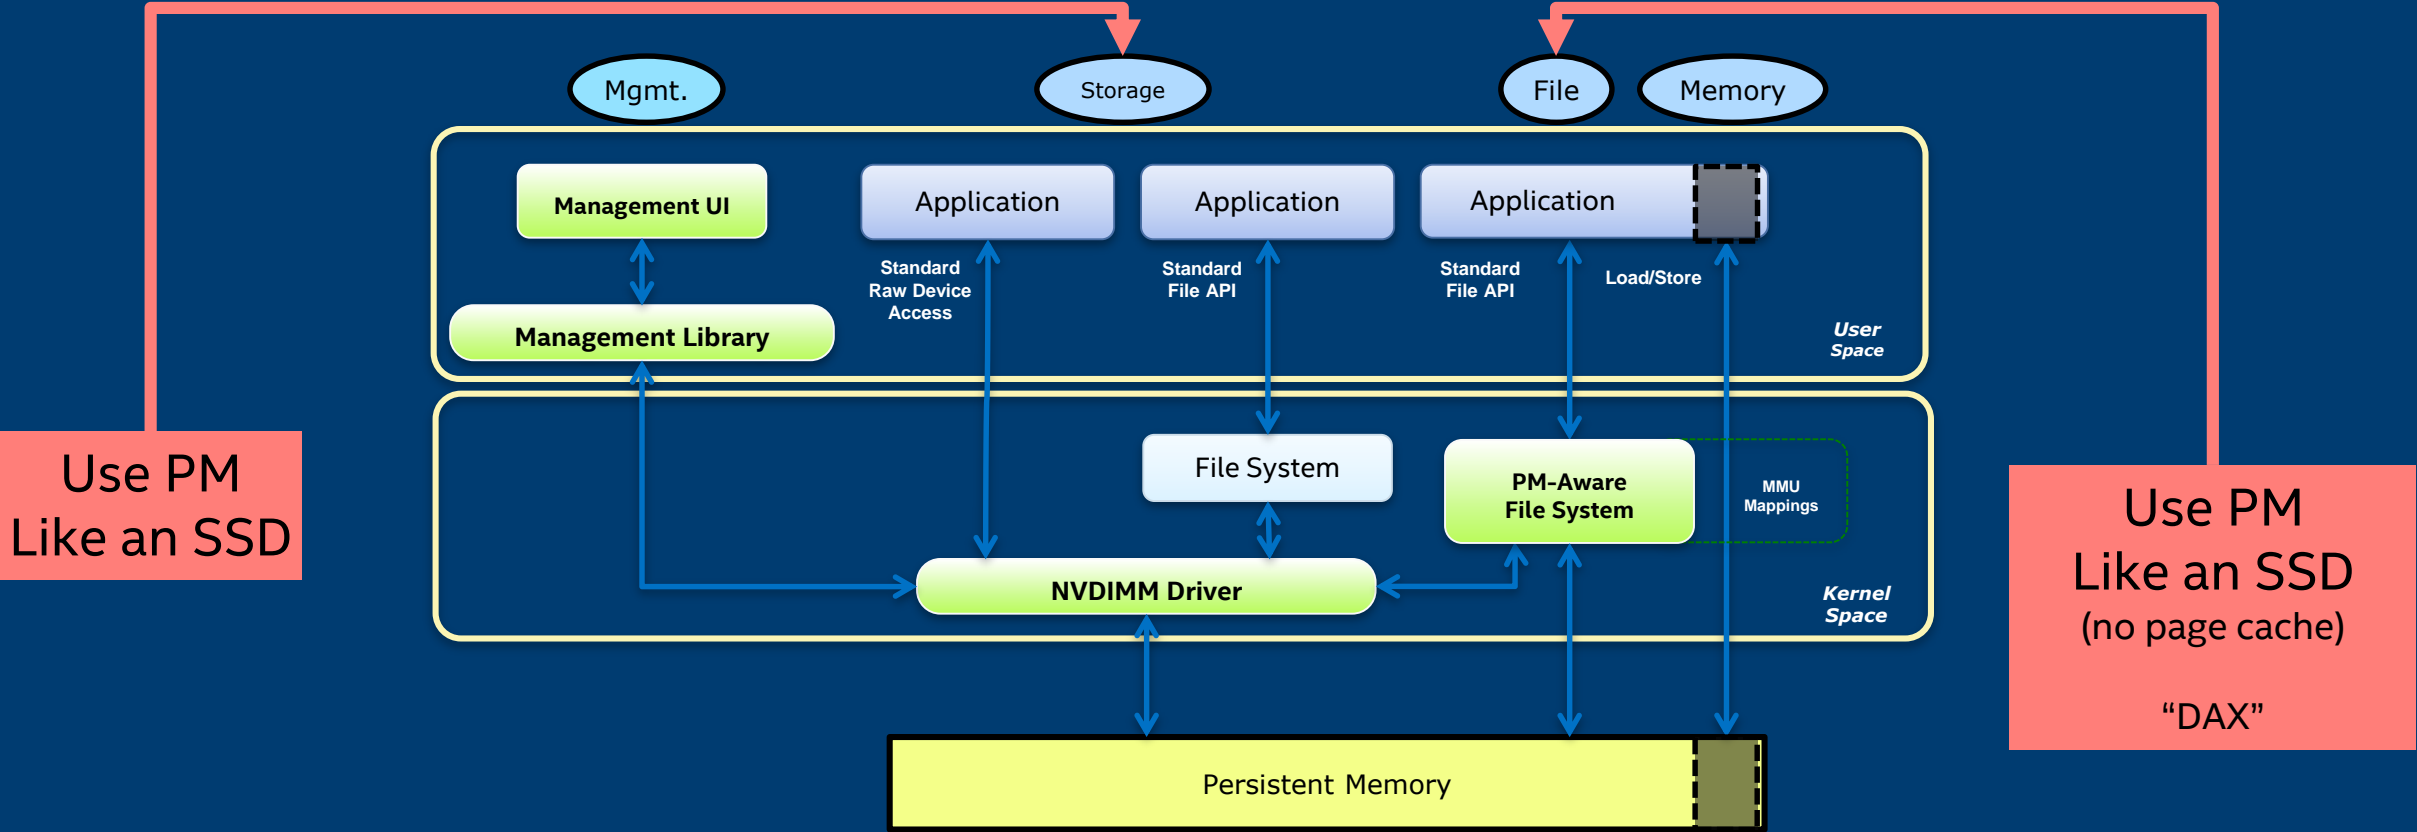 Mgmt.
Storage
File
Memory
Management UI
Application
Application
Application
Standard
Raw Device
Access
Standard
File API
Standard
File API
Load/Store
Management Library
User
Space
Use PM
Like an SSD
File System
PM-Aware
File System
MMU
Mappings
NVDIMM Driver
Kernel
Space
Use PM
Like an SSD
(no page cache)
“DAX”
Persistent Memory